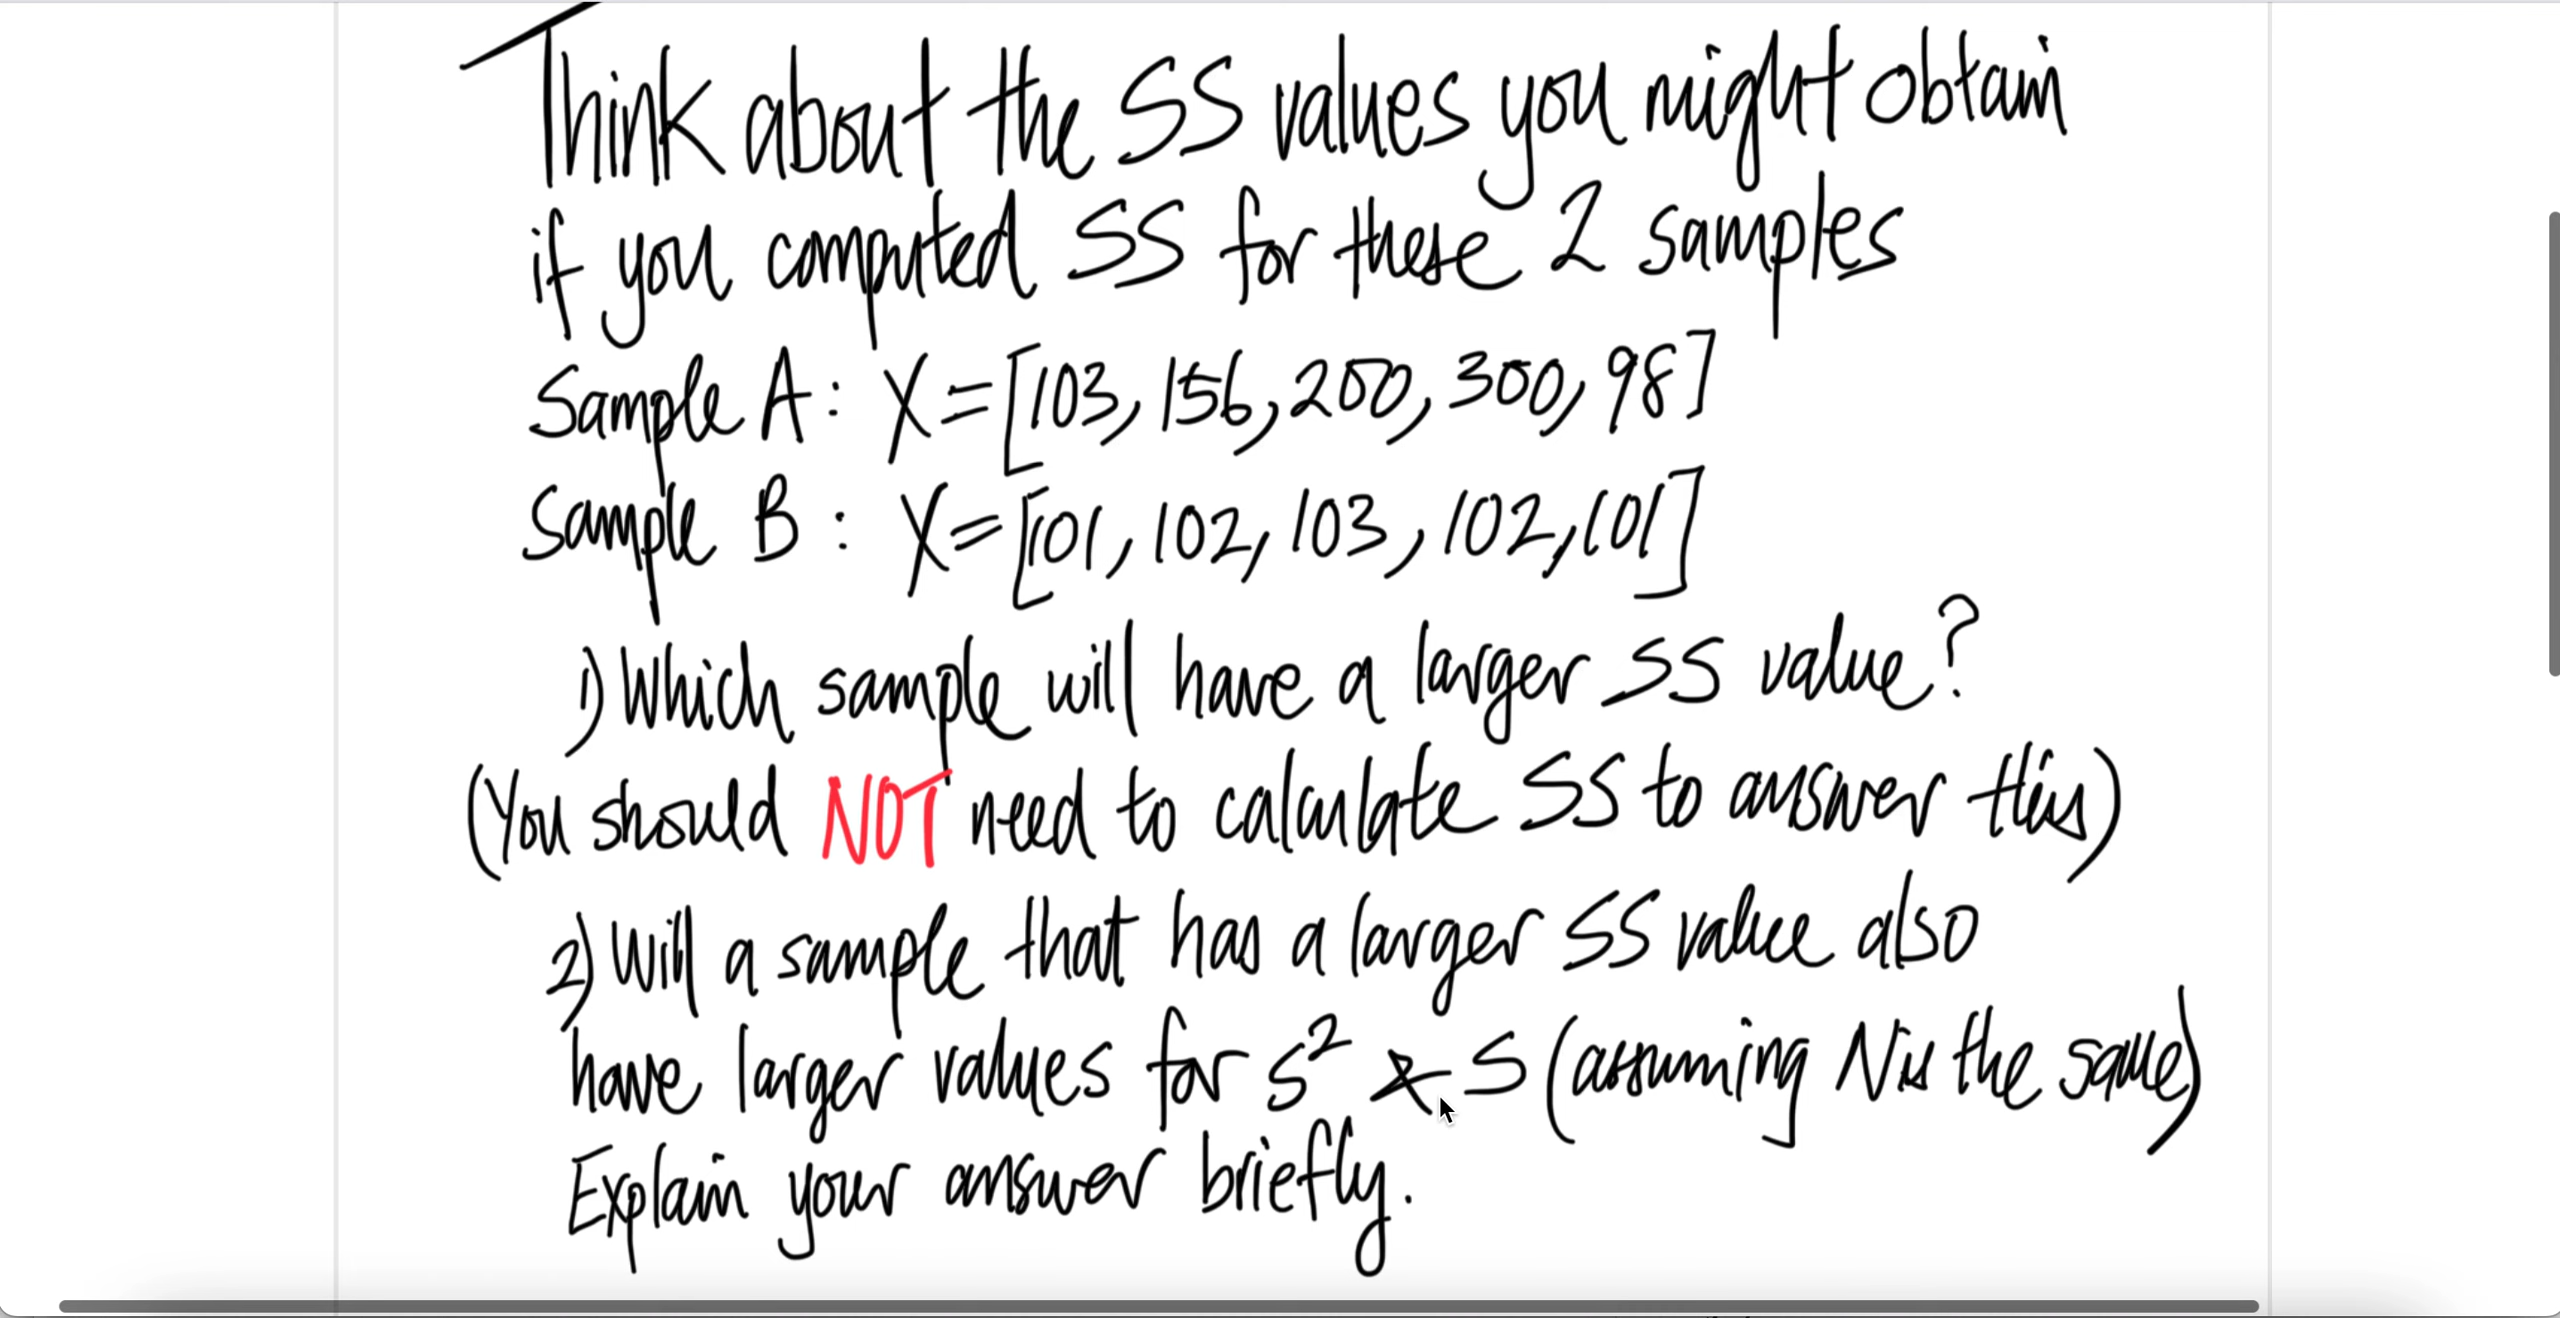 Think about the SS values you might obtain
if you computed SS for these 2 samples
Sample A: X=[103, 156, 200, 300, 98]
Sample B: X=[101, 102, 103, 102, 101]
1) Which sample will have a larger SS value?
(You should NOT need to calculate SS to answer this)
2) Will a sample that has a larger SS value also
have larger values for s² & s (assuming N is the same)
Explain your answer briefly.